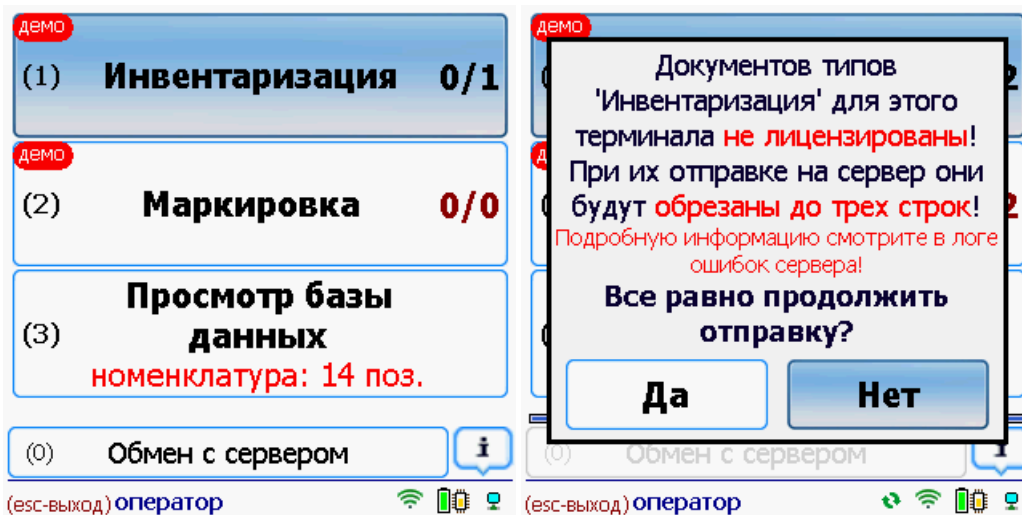 демо
(1) Инвентаризация 0/1
демо
(2) Маркировка 0/0
(3) Просмотр базы
данных
номенклатура: 14 поз.
(0) Обмен с сервером i
(esc-выход) оператор
демо
Документов типов
'Инвентаризация' для этого
терминала не лицензированы!
При их отправке на сервер они
будут обрезаны до трех строк!
Подробную информацию смотрите в логе
ошибок сервера!
Все равно продолжить
отправку?
Да Нет
(0) Обмен с сервером
(esc-выход) оператор